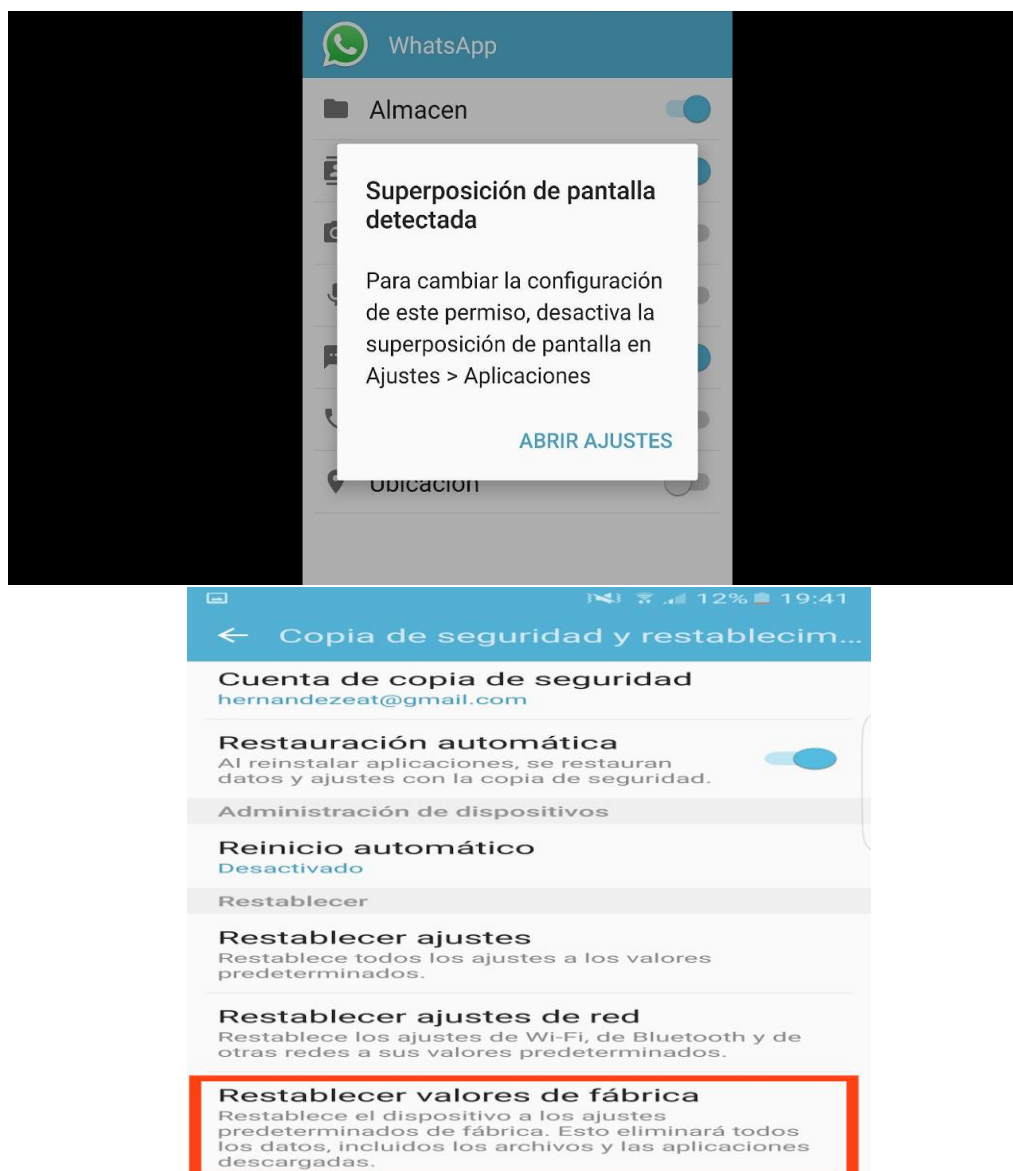 WhatsApp
Almacen
Superposición de pantalla
detectada
Para cambiar la configuración
de este permiso, desactiva la
superposición de pantalla en
Ajustes > Aplicaciones
ABRIR AJUSTES
Ubicación
12% 19:41
Copia de seguridad y restablecim...
Cuenta de copia de seguridad
hernandezeat@gmail.com
Restauración automática
Al reinstalar aplicaciones, se restauran
datos y ajustes con la copia de seguridad.
Administración de dispositivos
Reinicio automático
Desactivado
Restablecer
Restablecer ajustes
Restablece todos los ajustes a los valores
predeterminados.
Restablecer ajustes de red
Restablece los ajustes de Wi-Fi, de Bluetooth y de
otras redes a sus valores predeterminados.
Restablecer valores de fábrica
Restablece el dispositivo a los ajustes
predeterminados de fábrica. Esto eliminará todos
los datos, incluidos los archivos y las aplicaciones
descargadas.